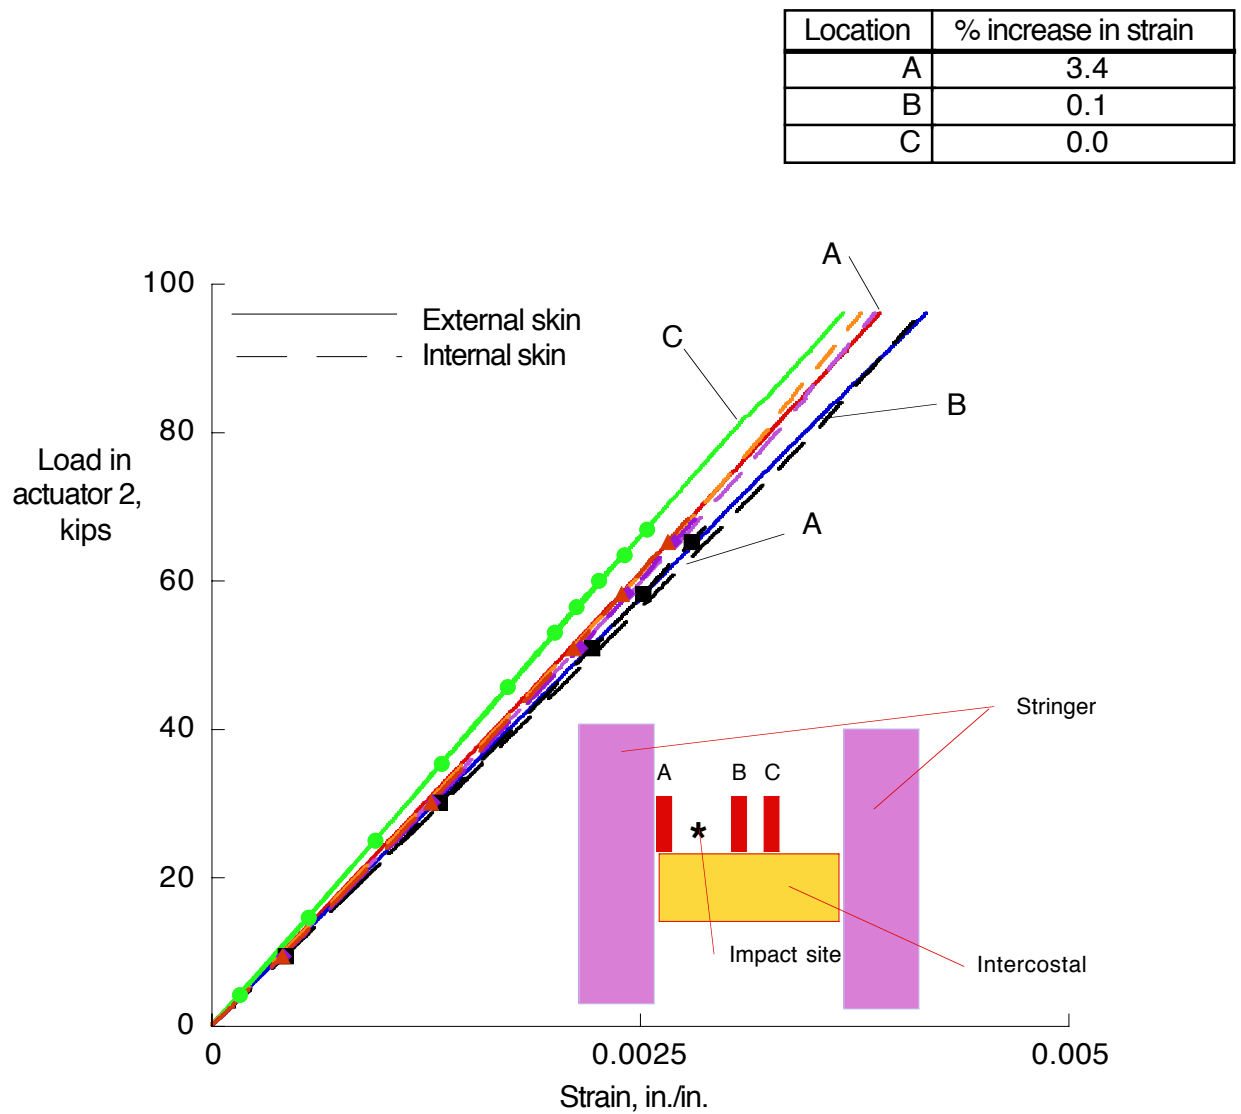 Location % increase in strain
A 3.4
B 0.1
C 0.0
A
100
External skin
C
Internal skin
B
80
Load in
actuator 2,
kips
A
60
Stringer
40
A B C
*
20
Impact site
Intercostal
0
0 0.0025 0.005
Strain, in./in.